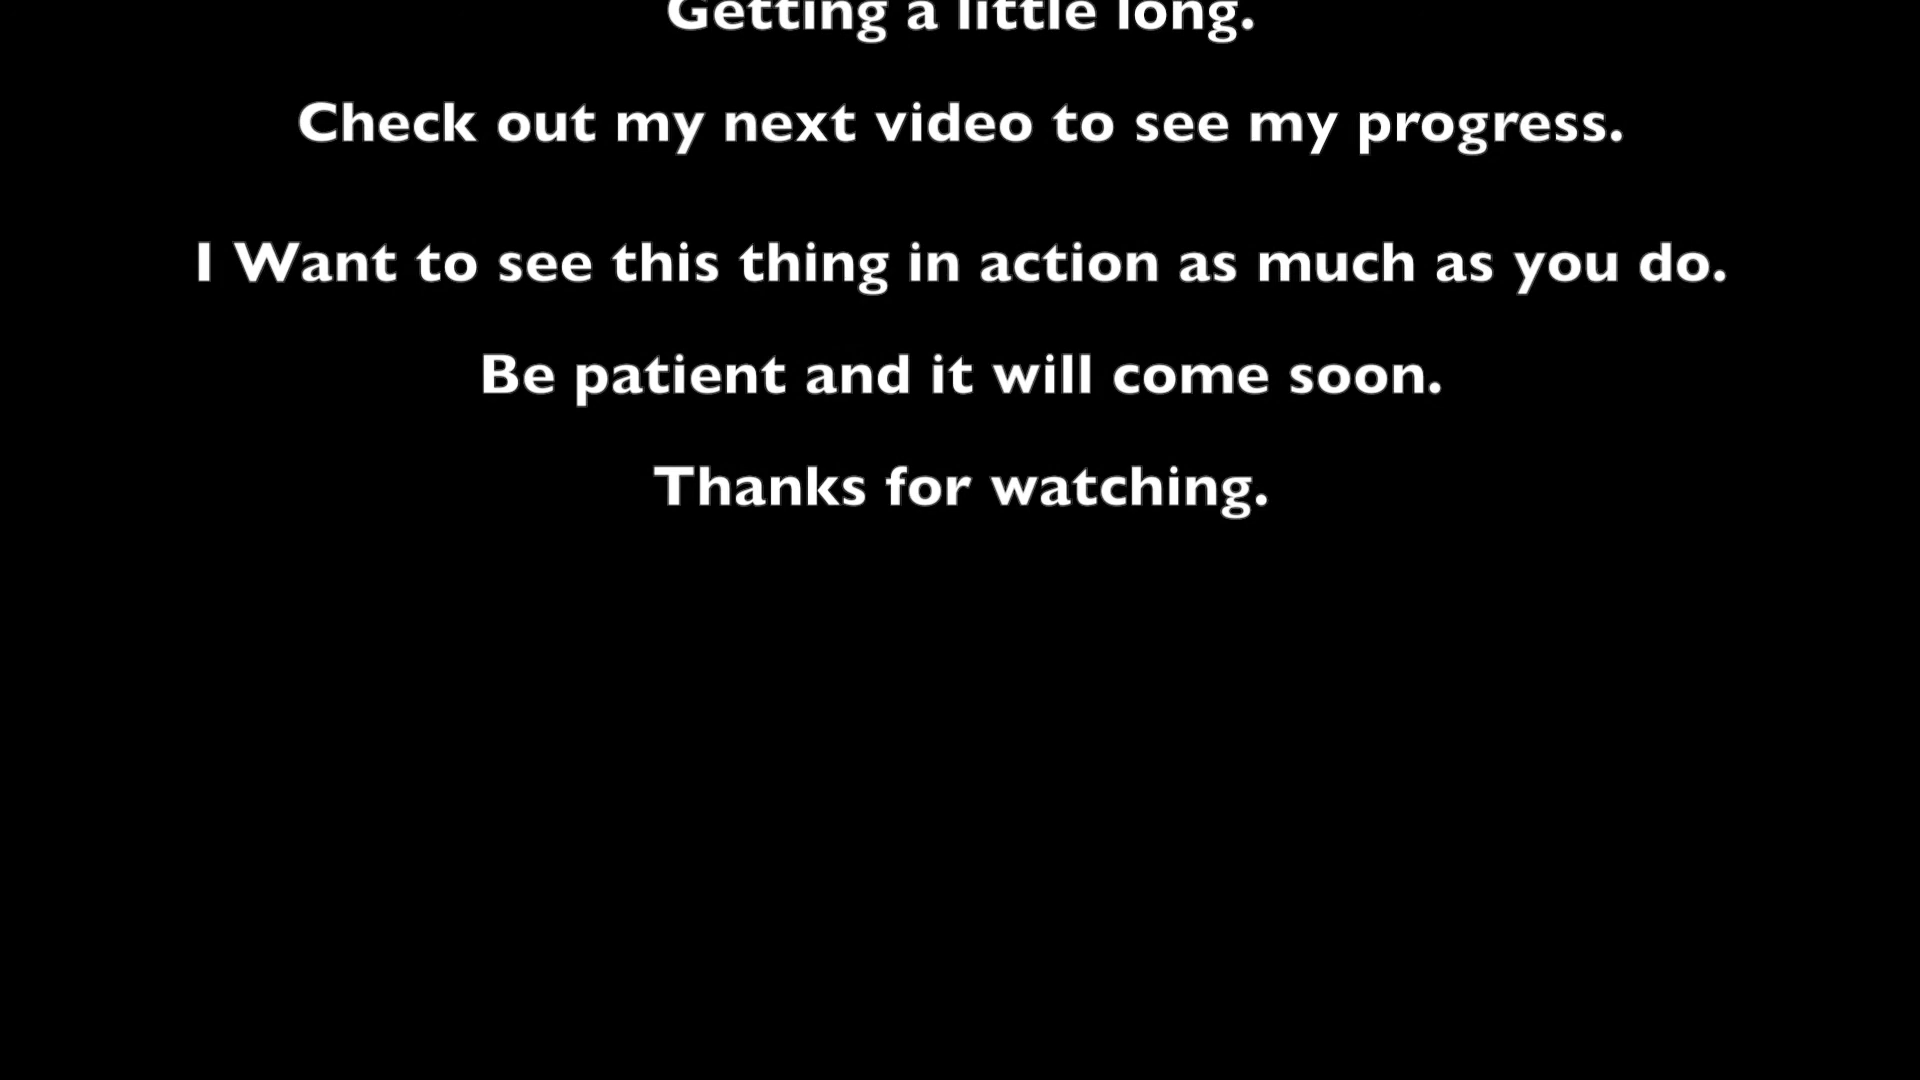 Getting a little long.
Check out my next video to see my progress.
I Want to see this thing in action as much as you do.
Be patient and it will come soon.
Thanks for watching.